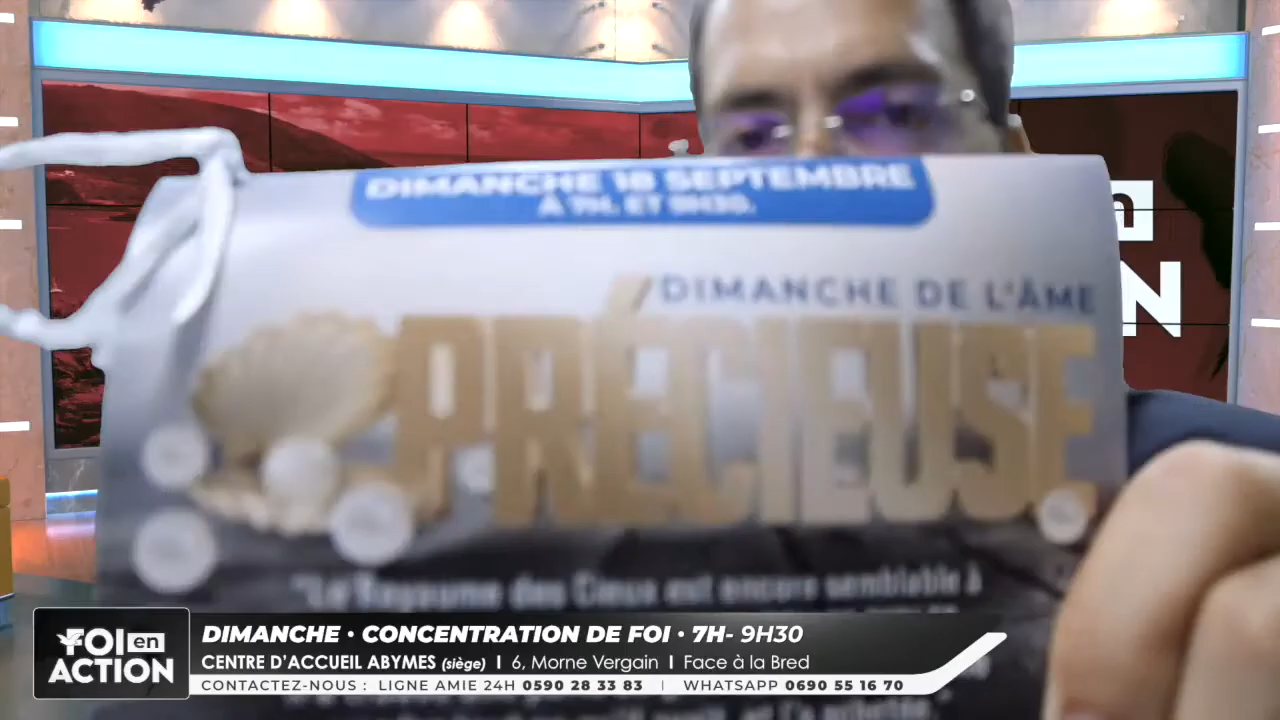 DIMANCHE 18 SEPTEMBRE
À 7H. ET 9H30.
DIMANCHE DE L'ÂME
PRÉCIEUSE
"Le Royaume des Cieux est encore semblable à
N
FOI en
ACTION
DIMANCHE · CONCENTRATION DE FOI · 7H- 9H30
CENTRE D'ACCUEIL ABYMES (siège) I 6, Morne Vergain I Face à la Bred
CONTACTEZ-NOUS : LIGNE AMIE 24H 0590 28 33 83 | WHATSAPP 0690 55 16 70